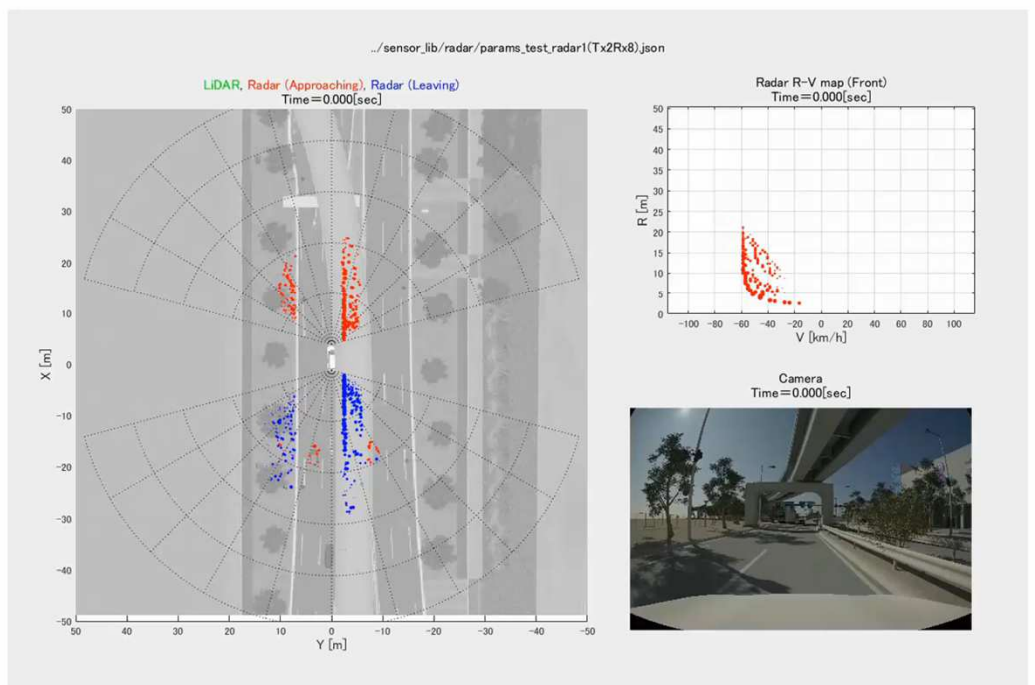 ../sensor_lib/radar/params_test_radar1(Tx2Rx8).json
LiDAR, Radar (Approaching), Radar (Leaving)
Time=0.000[sec]
50
40
30
20
10
0
-10
-20
-30
-40
-50
X [m]
50 40 30 20 10 0 -10 -20 -30 -40 -50
Y [m]
Radar R-V map (Front)
Time=0.000[sec]
50
45
40
35
30
25
20
15
10
5
0
R [m]
-100 -80 -60 -40 -20 0 20 40 60 80 100
V [km/h]
Camera
Time=0.000[sec]